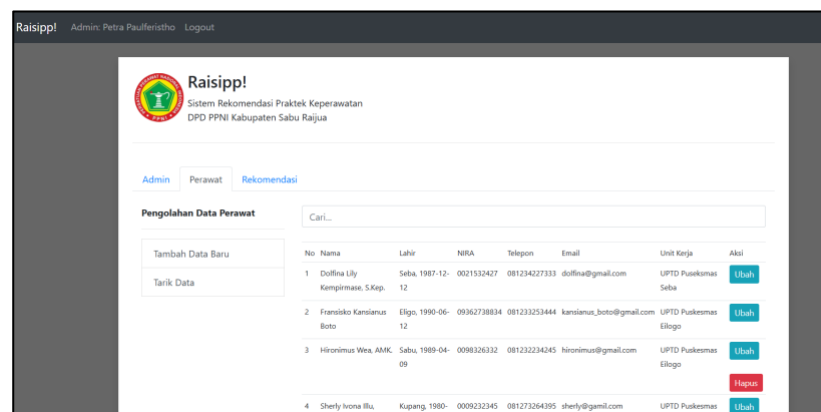 Raisipp! Admin: Petra Paulferistho Logout
Raisipp!
Sistem Rekomendasi Praktek Keperawatan
DPD PPNI Kabupaten Sabu Raijua
PPNI
Admin Perawat Rekomendasi
Pengolahan Data Perawat
Cari...
Tambah Data Baru
Tarik Data
No Nama Lahir NIRA Telepon Email Unit Kerja Aksi
1 Dolfina Lily Seba, 1987-12- 0021532427 081234227333 dolfina@gmail.com UPTD Puseksmas Ubah
Kempirmase, S.Kep. 12 Seba
2 Fransisko Kansianus Eligo, 1990-06- 09362738834 081233253444 kansianus_boto@gmail.com UPTD Puskesmas Ubah
Boto 12 Eilogo
3 Hironimus Wea, AMK. Sabu, 1989-04- 0098326332 081232234245 hironimus@gmail.com UPTD Puskesmas Ubah
09 Eilogo
Hapus
4 Sherly Ivona Illu, Kupang, 1980- 0009232345 081273264395 sherly@gamil.com UPTD Puskesmas Ubah